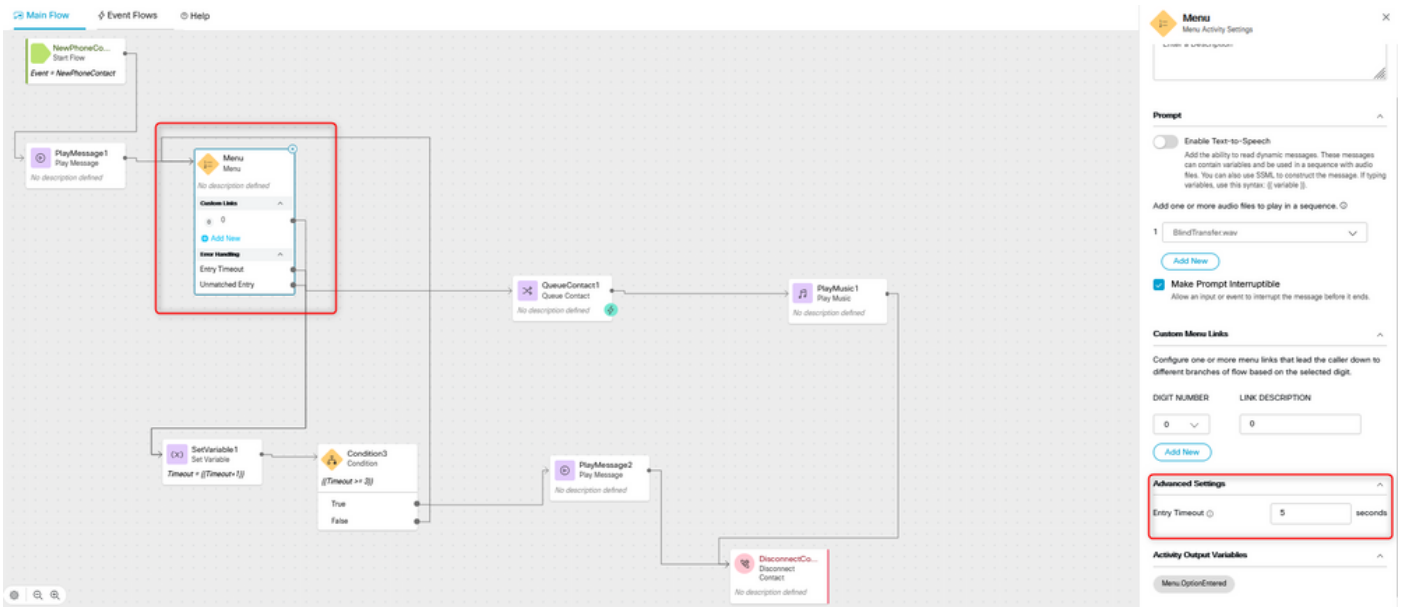 Main Flow
Event Flows
Help
NewPhoneCo...
Start Flow
Event = NewPhoneContact
PlayMessage1
Play Message
No description defined
Menu
Menu
No description defined
Custom Links
0
Add New
Error Handling
Entry Timeout
Unmatched Entry
QueueContact1
Queue Contact
No description defined
PlayMusic1
Play Music
No description defined
(x)
SetVariable1
Set Variable
Timeout = {{Timeout+1}}
Condition3
Condition
{{Timeout >= 3}}
True
False
PlayMessage2
Play Message
No description defined
DisconnectCo...
Disconnect
Contact
No description defined
Menu
Menu Activity Settings
Enter a Description
Prompt
Enable Text-to-Speech
Add the ability to read dynamic messages. These messages
can contain variables and be used in a sequence with audio
files. You can also use SSML to construct the message. If typing
variables, use this syntax: {{ variable }}.
Add one or more audio files to play in a sequence.
1 BlindTransfer.wav
Add New
Make Prompt Interruptible
Allow an input or event to interrupt the message before it ends.
Custom Menu Links
Configure one or more menu links that lead the caller down to
different branches of flow based on the selected digit.
DIGIT NUMBER LINK DESCRIPTION
0 0
Add New
Advanced Settings
Entry Timeout 5 seconds
Activity Output Variables
Menu.OptionEntered